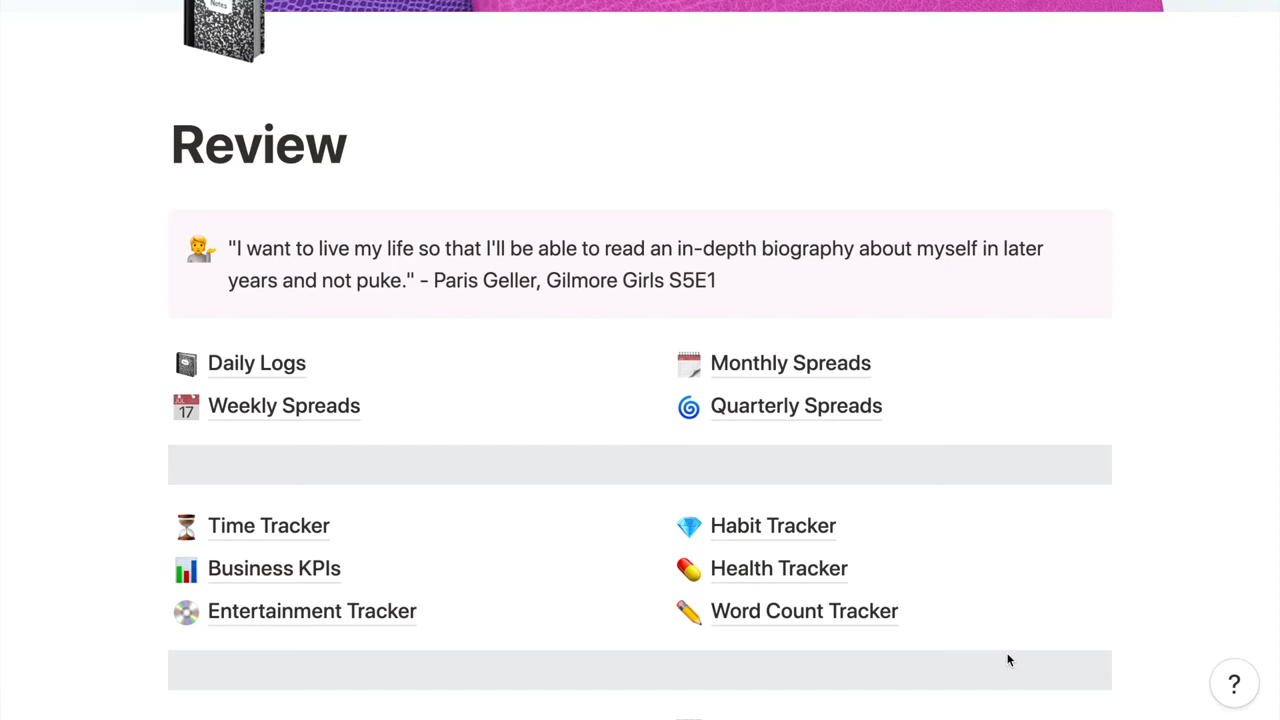 Notes
Review
"I want to live my life so that I'll be able to read an in-depth biography about myself in later
years and not puke." - Paris Geller, Gilmore Girls S5E1
Daily Logs
Monthly Spreads
17
Weekly Spreads
Quarterly Spreads
Time Tracker
Habit Tracker
Business KPIs
Health Tracker
Entertainment Tracker
Word Count Tracker
?